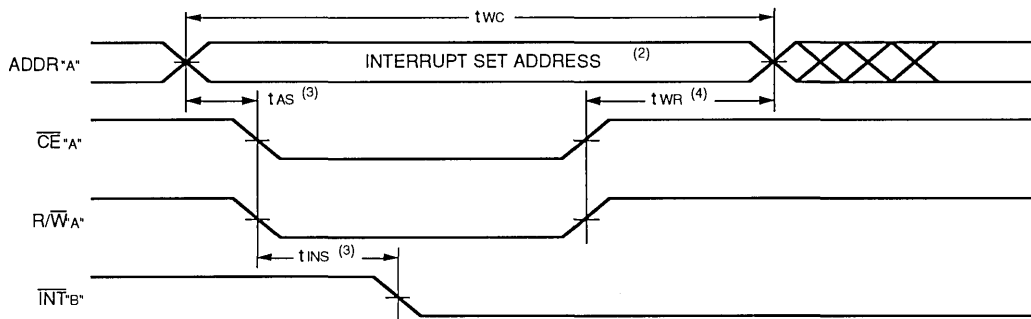 tWC
ADDR"A"
INTERRUPT SET ADDRESS (2)
tAS (3)
tWR (4)
CE"A"
R/W"A"
tINS (3)
INT"B"